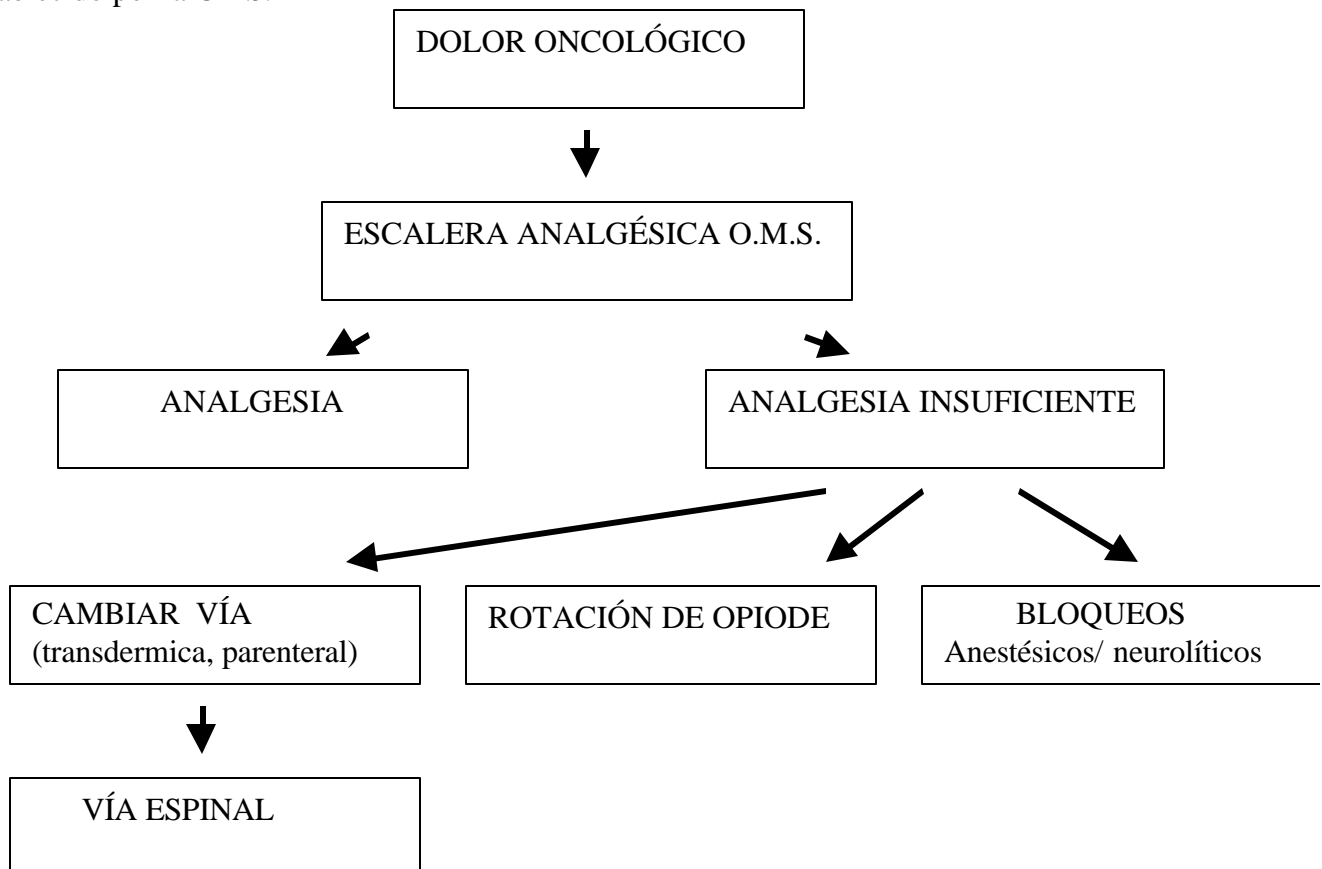 DOLOR ONCOLÓGICO
ESCALERA ANALGÉSICA O.M.S.
ANALGESIA
ANALGESIA INSUFICIENTE
CAMBIAR VÍA
(transdermica, parenteral)
ROTACIÓN DE OPIODE
BLOQUEOS
Anestésicos/ neurolíticos
VÍA ESPINAL